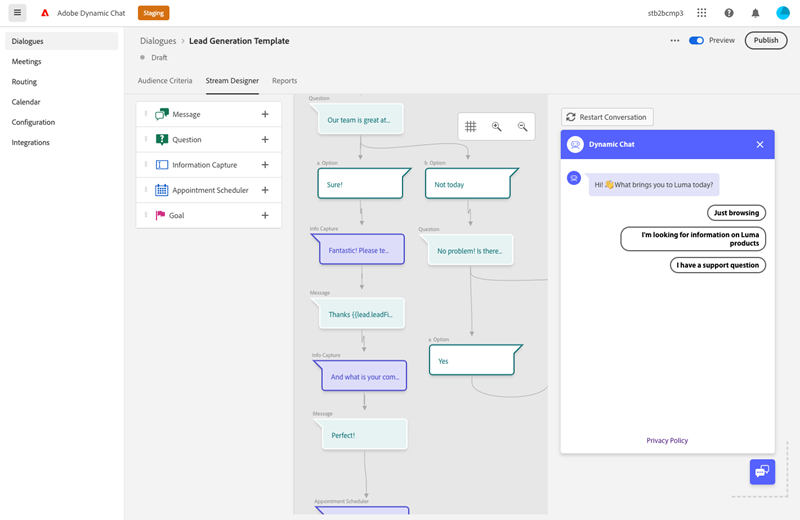 Adobe Dynamic Chat
Staging
stb2bcmp3
Dialogues
Meetings
Routing
Calendar
Configuration
Integrations
Dialogues > Lead Generation Template
Draft
Preview
Publish
Audience Criteria
Stream Designer
Reports
Message
Question
Information Capture
Appointment Scheduler
Goal
Question
Our team is great at..
a. Option
Sure!
b. Option
Not today
Info Capture
Fantastic! Please te..
Question
No problem! Is there..
Message
Thanks {{lead.leadFi..
Info Capture
And what is your com..
a. Option
Yes
Message
Perfect!
Appointment Scheduler
Restart Conversation
Dynamic Chat
Hi! 👋 What brings you to Luma today?
Just browsing
I'm looking for information on Luma
products
I have a support question
Privacy Policy